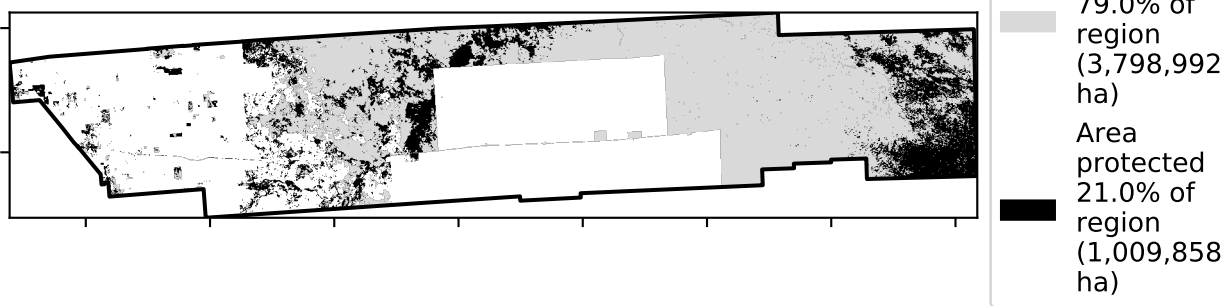 79.0% of
region
(3,798,992
ha)
Area
protected
21.0% of
region
(1,009,858
ha)